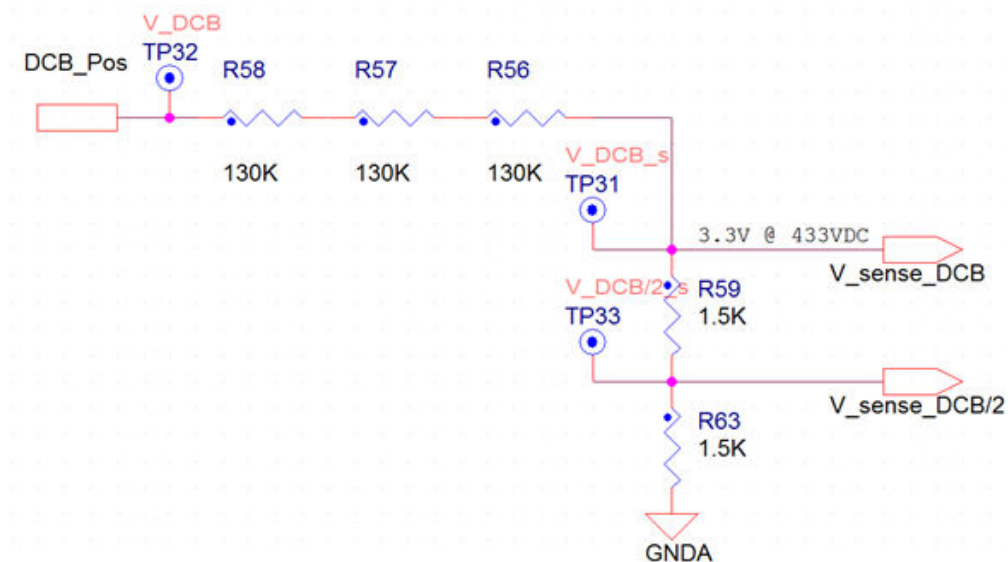 V_DCB
TP32
DCB_Pos
R58
R57
R56
130K
130K
130K
V_DCB_s
TP31
3.3V @ 433VDC
V_sense_DCB
V_DCB/2_s
TP33
R59
1.5K
V_sense_DCB/2
R63
1.5K
GNDA